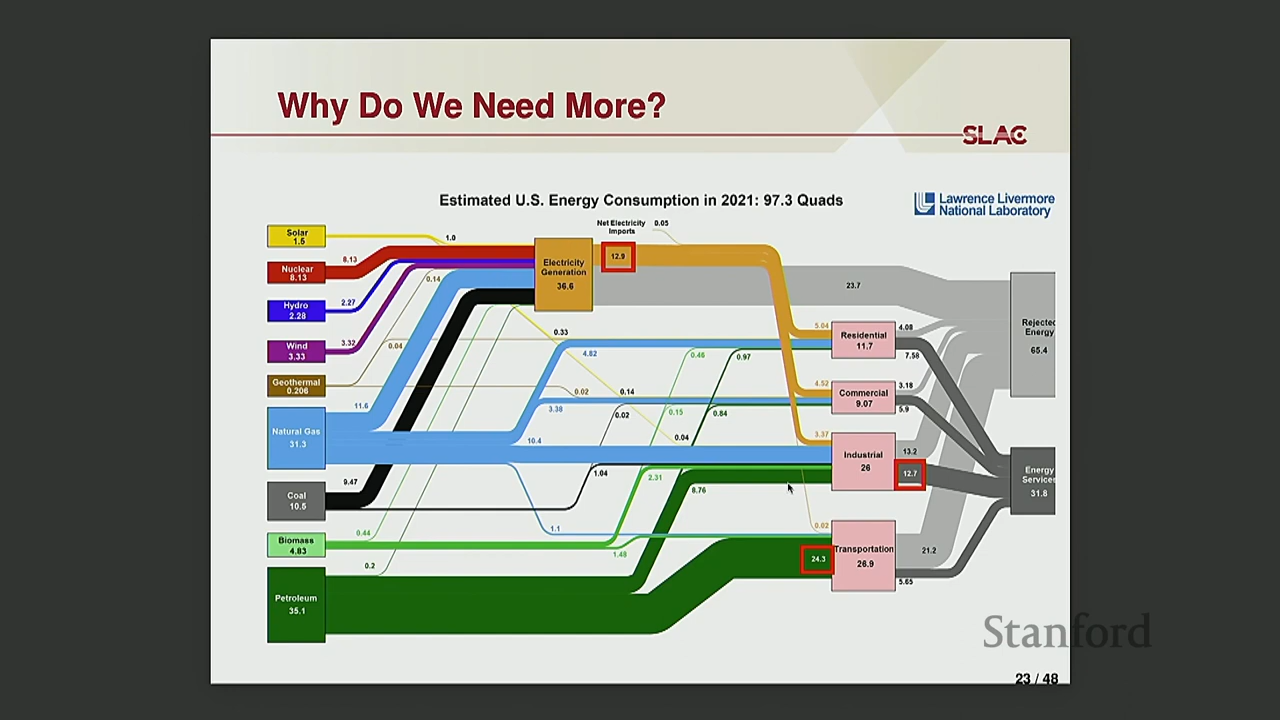 Why Do We Need More?
SLAC
Estimated U.S. Energy Consumption in 2021: 97.3 Quads
Lawrence Livermore
National Laboratory
Net Electricity
Imports
0.05
Solar
1.5
1.0
Nuclear
8.13
8.13
Hydro
2.28
2.27
Wind
3.33
3.32
Geothermal
0.206
0.14
0.04
Natural Gas
31.3
11.6
Coal
10.5
9.47
Biomass
4.83
0.44
Petroleum
35.1
0.2
Electricity
Generation
36.6
12.9
23.7
0.33
4.82
0.46
0.97
0.02
0.14
3.38
0.02
0.15
0.84
10.4
0.04
1.04
2.31
8.76
1.1
1.48
5.04
4.52
3.37
0.02
24.3
Residential
11.7
4.08
7.58
Commercial
9.07
3.18
5.9
Industrial
26
13.2
12.7
Transportation
26.9
21.2
5.65
Rejected
Energy
65.4
Energy
Services
31.8
Stanford
23 / 48